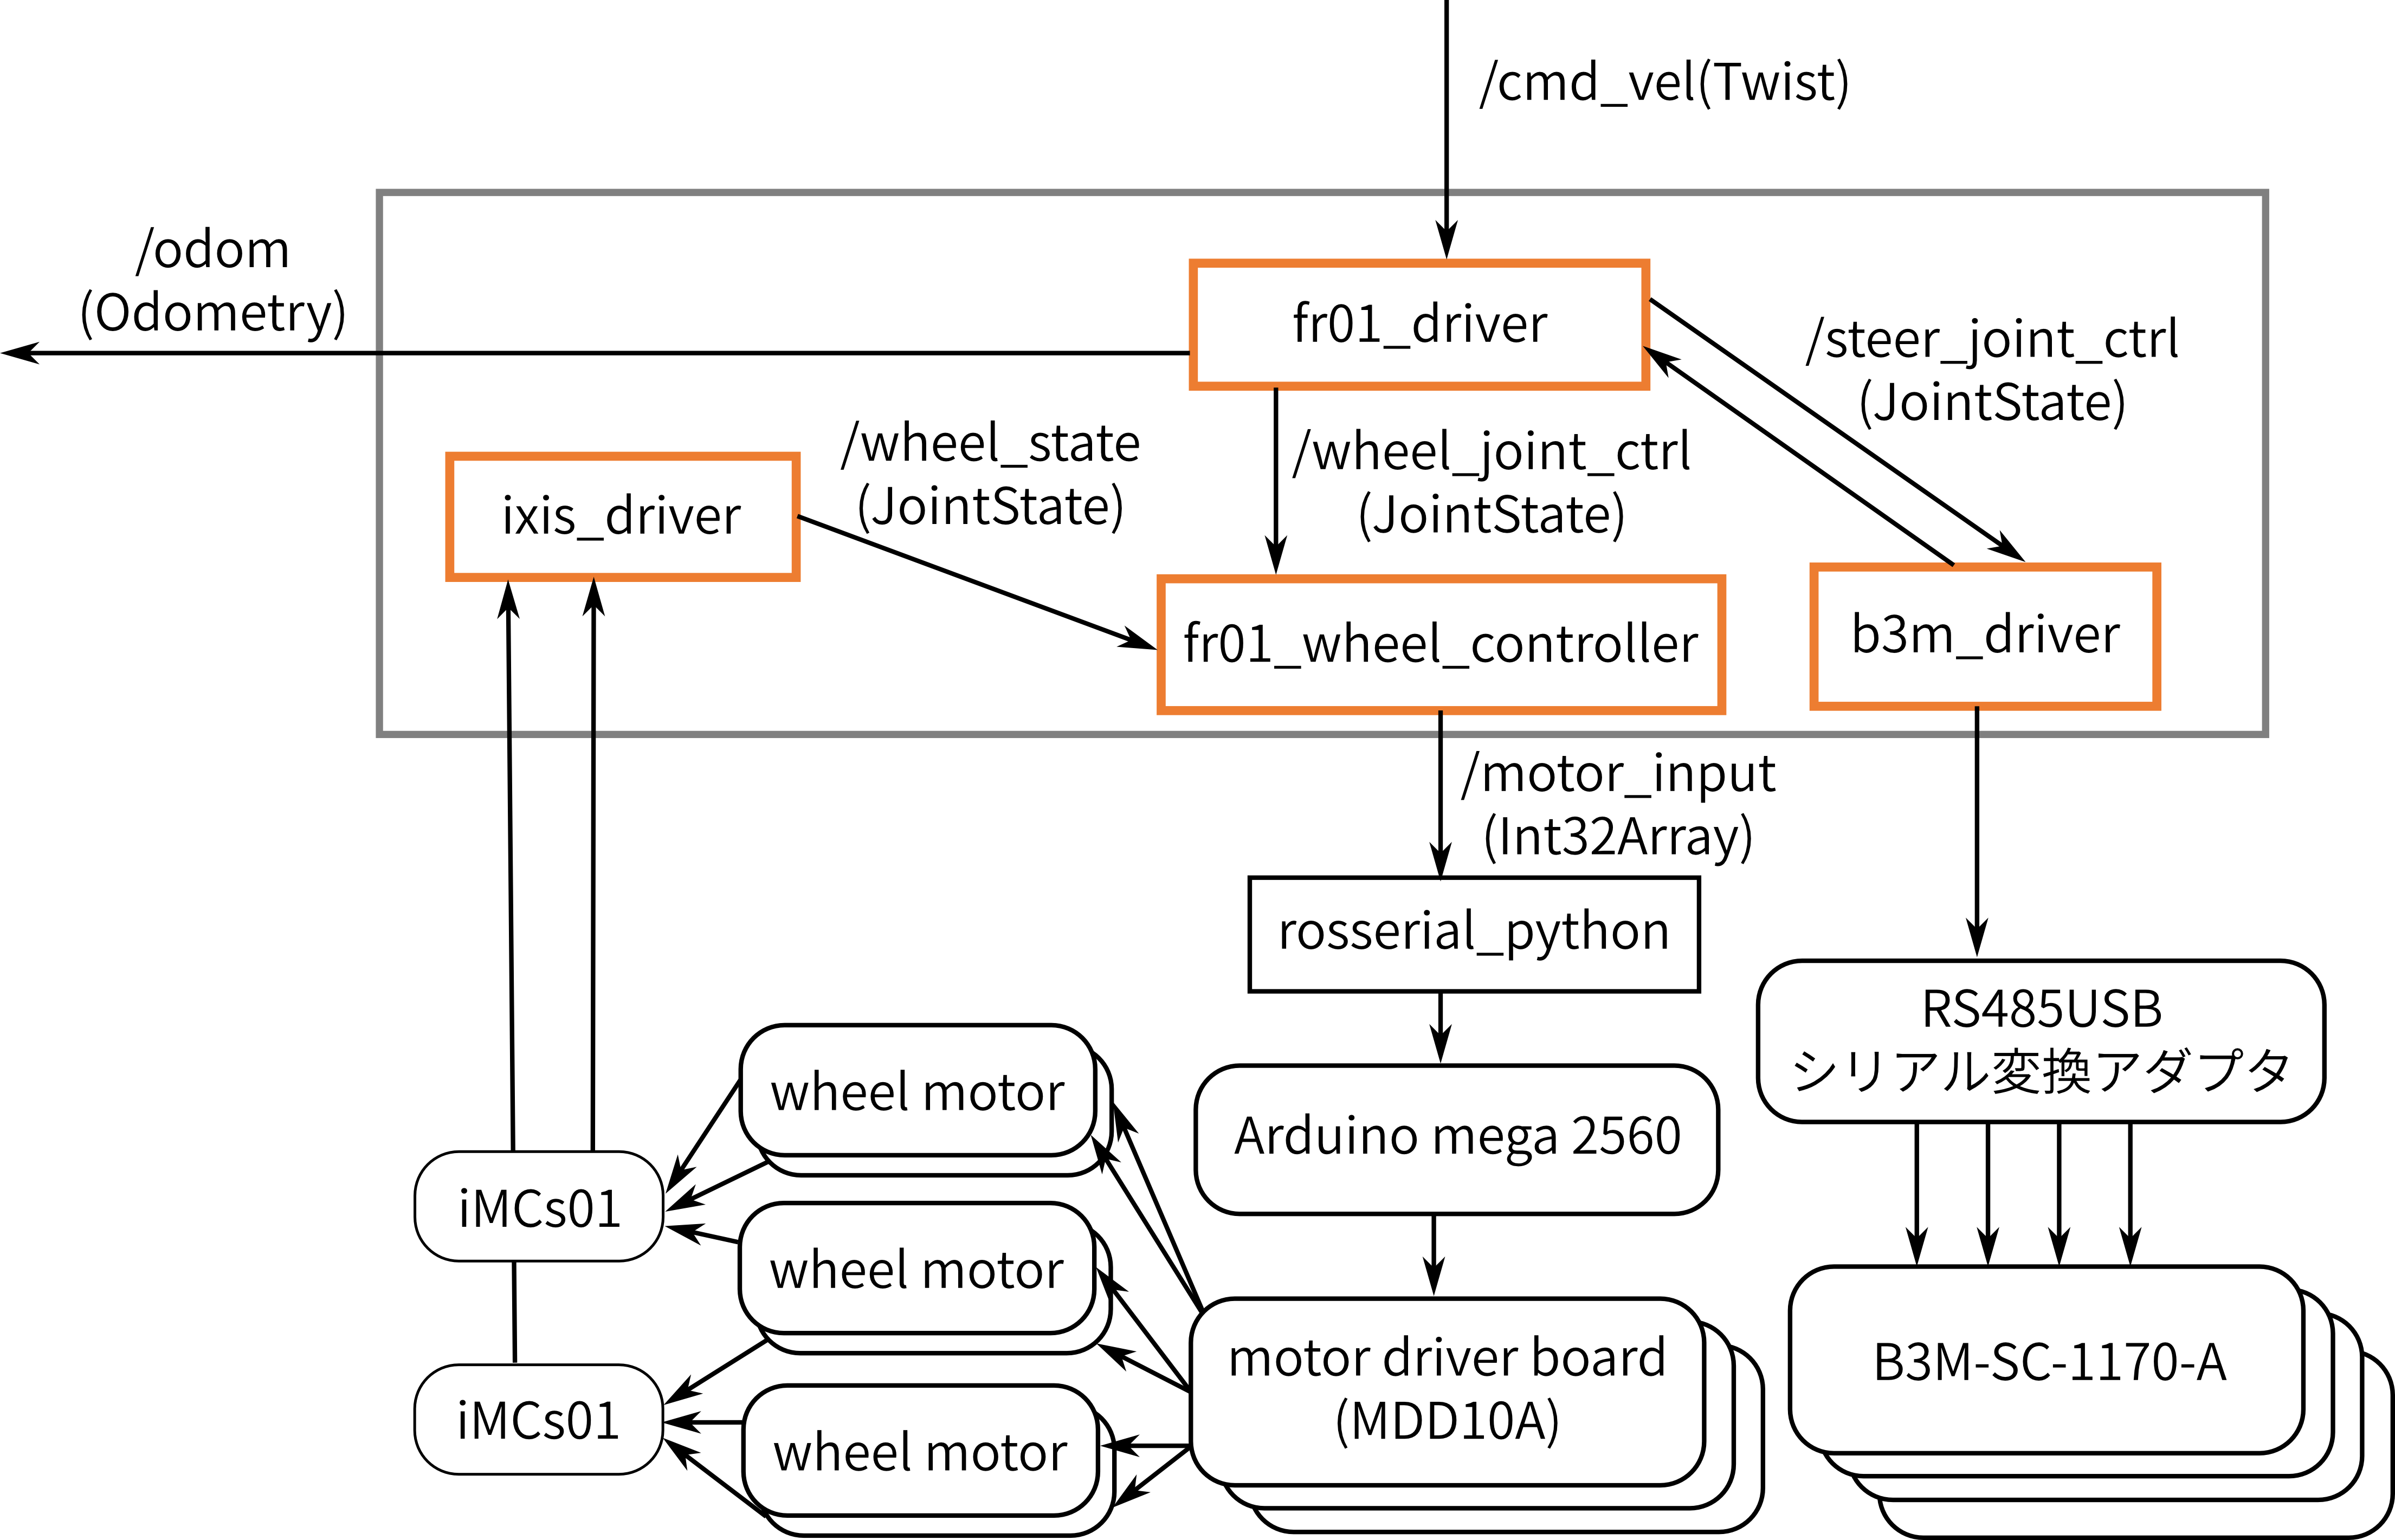 /cmd_vel(Twist)
/odom
(Odometry)
fr01_driver
/steer_joint_ctrl
(JointState)
/wheel_state
(JointState)
/wheel_joint_ctrl
(JointState)
ixis_driver
fr01_wheel_controller
b3m_driver
/motor_input
(Int32Array)
rosserial_python
RS485USB
シリアル変換アダプタ
wheel motor
Arduino mega 2560
iMCs01
wheel motor
motor driver board
(MDD10A)
B3M-SC-1170-A
iMCs01
wheel motor